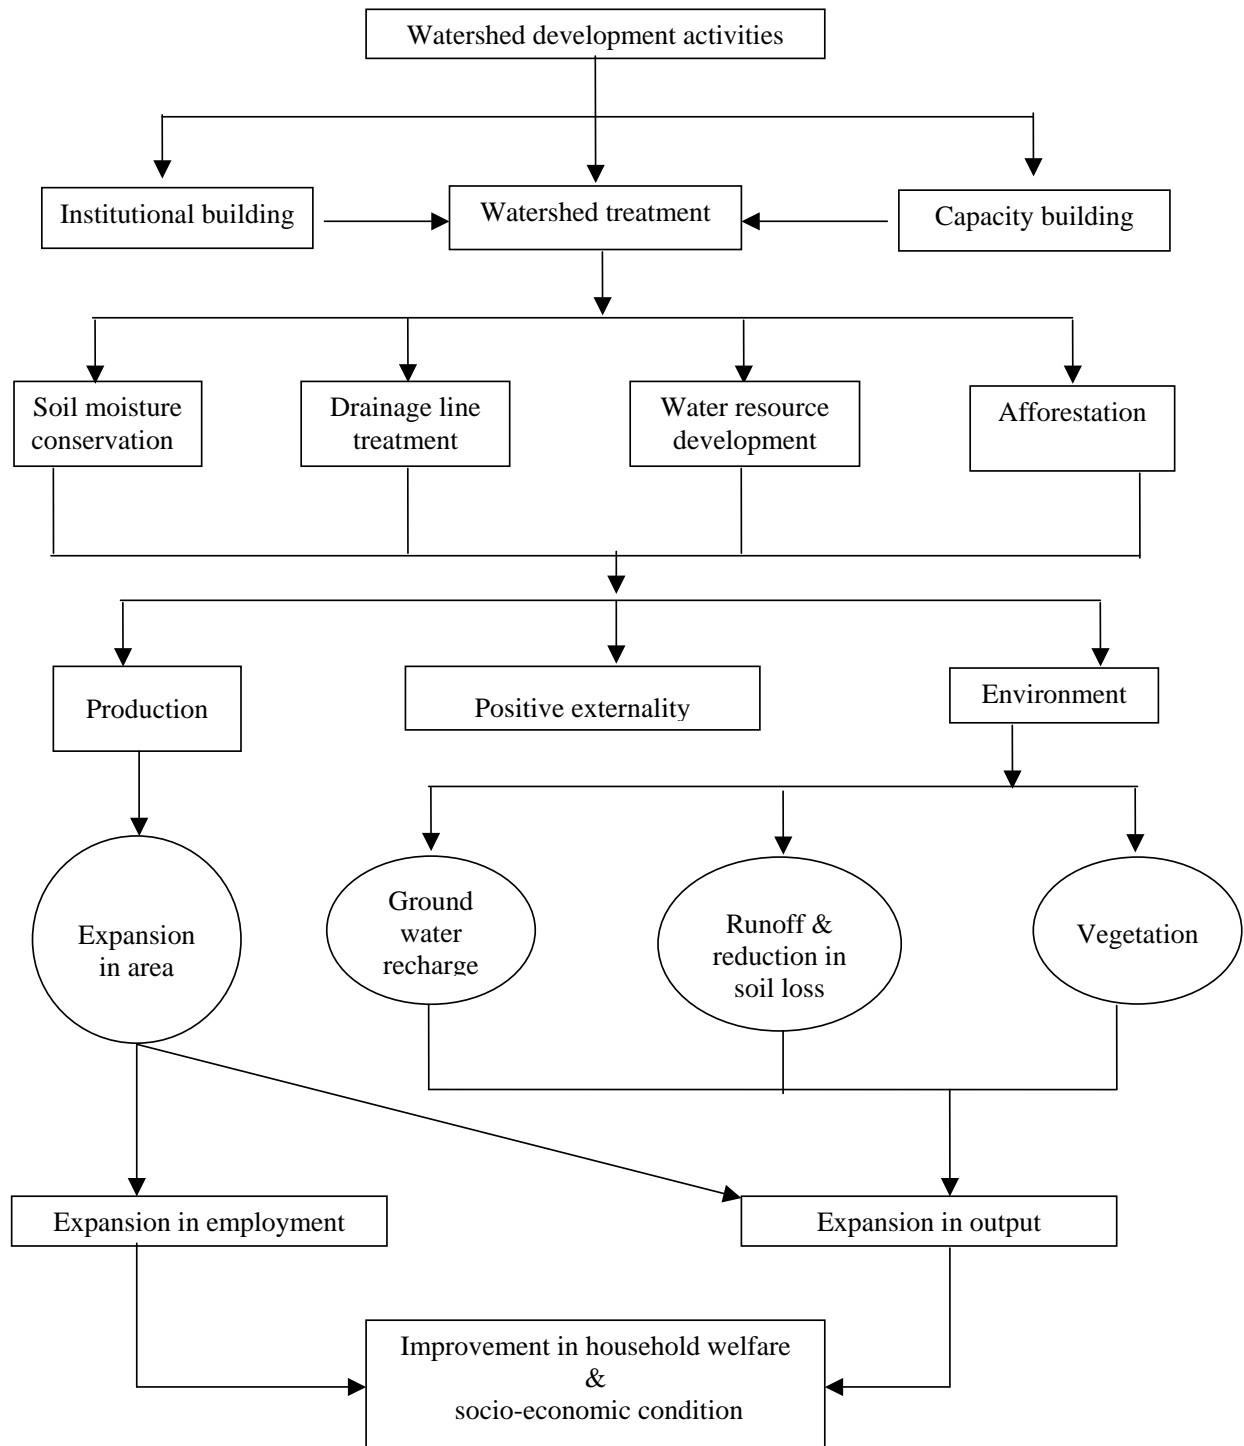 Watershed development activities
Institutional building
Watershed treatment
Capacity building
Soil moisture
conservation
Drainage line
treatment
Water resource
development
Afforestation
Production
Positive externality
Environment
Expansion
in area
Ground
water
recharge
Runoff &
reduction in
soil loss
Vegetation
Expansion in employment
Expansion in output
Improvement in household welfare
&
socio-economic condition